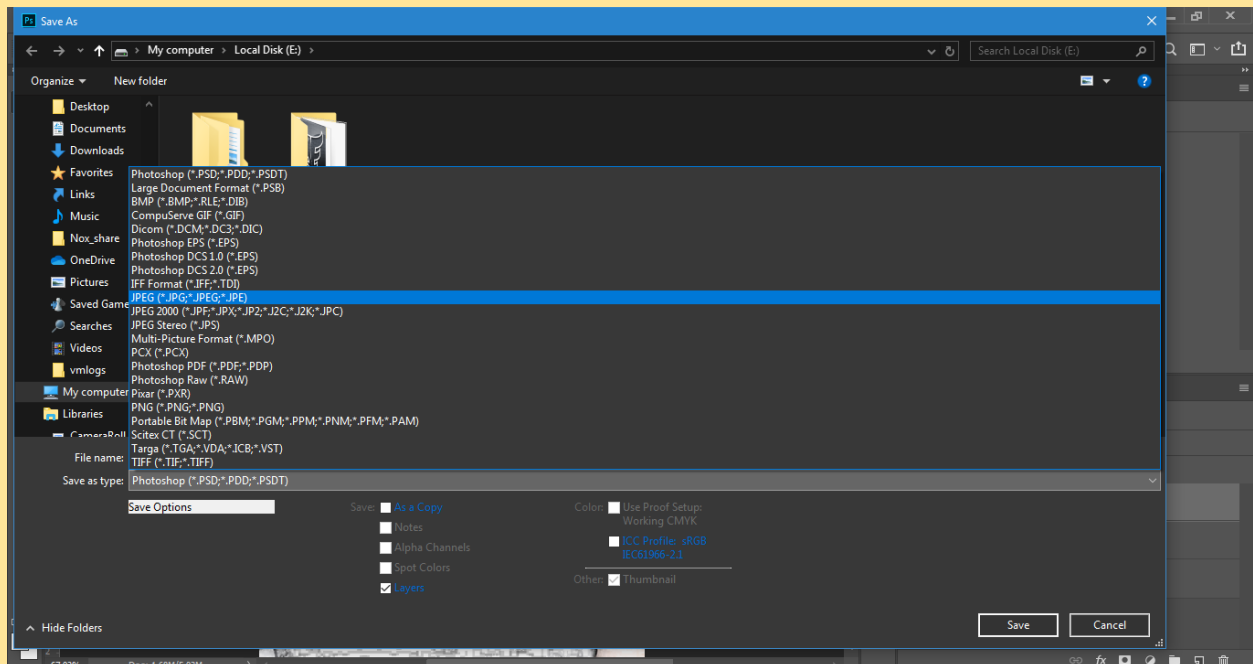 Ps Save As
My computer > Local Disk (E:) >
Search Local Disk (E:)
Organize
New folder
Desktop
Documents
Downloads
Favorites
Links
Music
Nox_share
OneDrive
Pictures
Saved Game
Searches
Videos
vmlogs
My computer
Libraries
CameraRoll
Photoshop (*.PSD;*.PDD;*.PSDT)
Large Document Format (*.PSB)
BMP (*.BMP;*.RLE;*.DIB)
CompuServe GIF (*.GIF)
Dicom (*.DCM;*.DC3;*.DIC)
Photoshop EPS (*.EPS)
Photoshop DCS 1.0 (*.EPS)
Photoshop DCS 2.0 (*.EPS)
IFF Format (*.IFF;*.TDI)
JPEG (*.JPG;*.JPEG;*.JPE)
JPEG 2000 (*.JPF;*.JPX;*.JP2;*.J2C;*.J2K;*.JPC)
JPEG Stereo (*.JPS)
Multi-Picture Format (*.MPO)
PCX (*.PCX)
Photoshop PDF (*.PDF;*.PDP)
Photoshop Raw (*.RAW)
Pixar (*.PXR)
PNG (*.PNG;*.PNG)
Portable Bit Map (*.PBM;*.PGM;*.PPM;*.PNM;*.PFM;*.PAM)
Scitex CT (*.SCT)
Targa (*.TGA;*.VDA;*.ICB;*.VST)
TIFF (*.TIF;*.TIFF)
File name:
Save as type: Photoshop (*.PSD;*.PDD;*.PSDT)
Save Options
Save:
As a Copy
Notes
Alpha Channels
Spot Colors
Layers
Color:
Use Proof Setup:
Working CMYK
ICC Profile: sRGB
IEC61966-2.1
Other:
Thumbnail
Hide Folders
Save
Cancel
fx